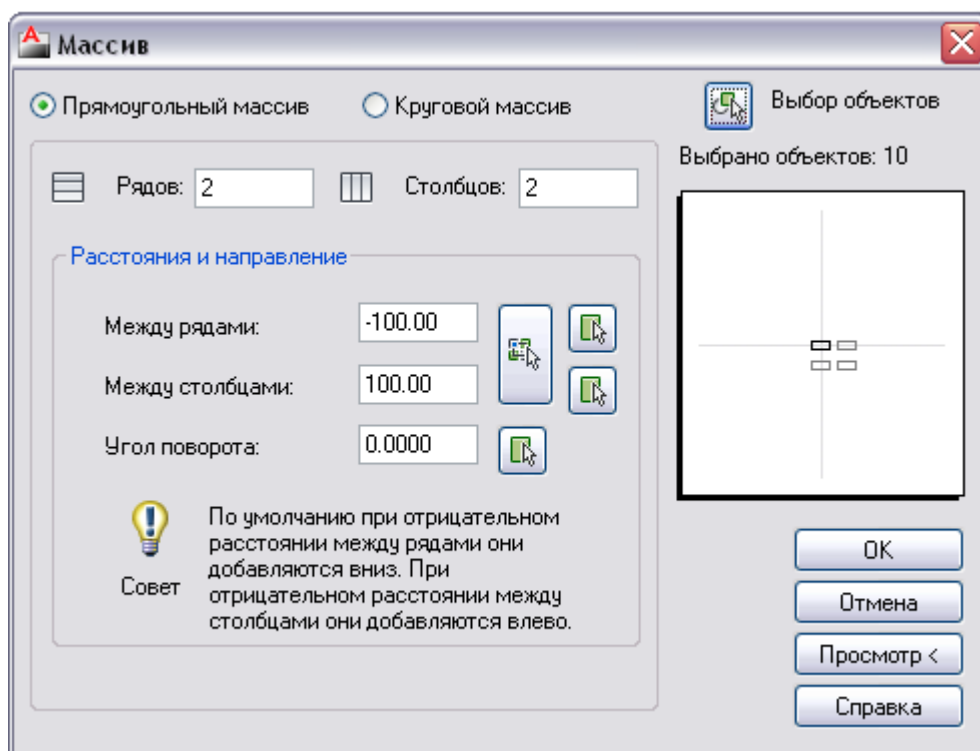 Массив
Прямоугольный массив Круговой массив Выбор объектов
Выбрано объектов: 10
Рядов: 2 Столбцов: 2
Расстояния и направление
Между рядами: -100.00
Между столбцами: 100.00
Угол поворота: 0.0000
По умолчанию при отрицательном
расстоянии между рядами они
добавляются вниз. При
отрицательном расстоянии между
столбцами они добавляются влево.
Совет
OK
Отмена
Просмотр <
Справка